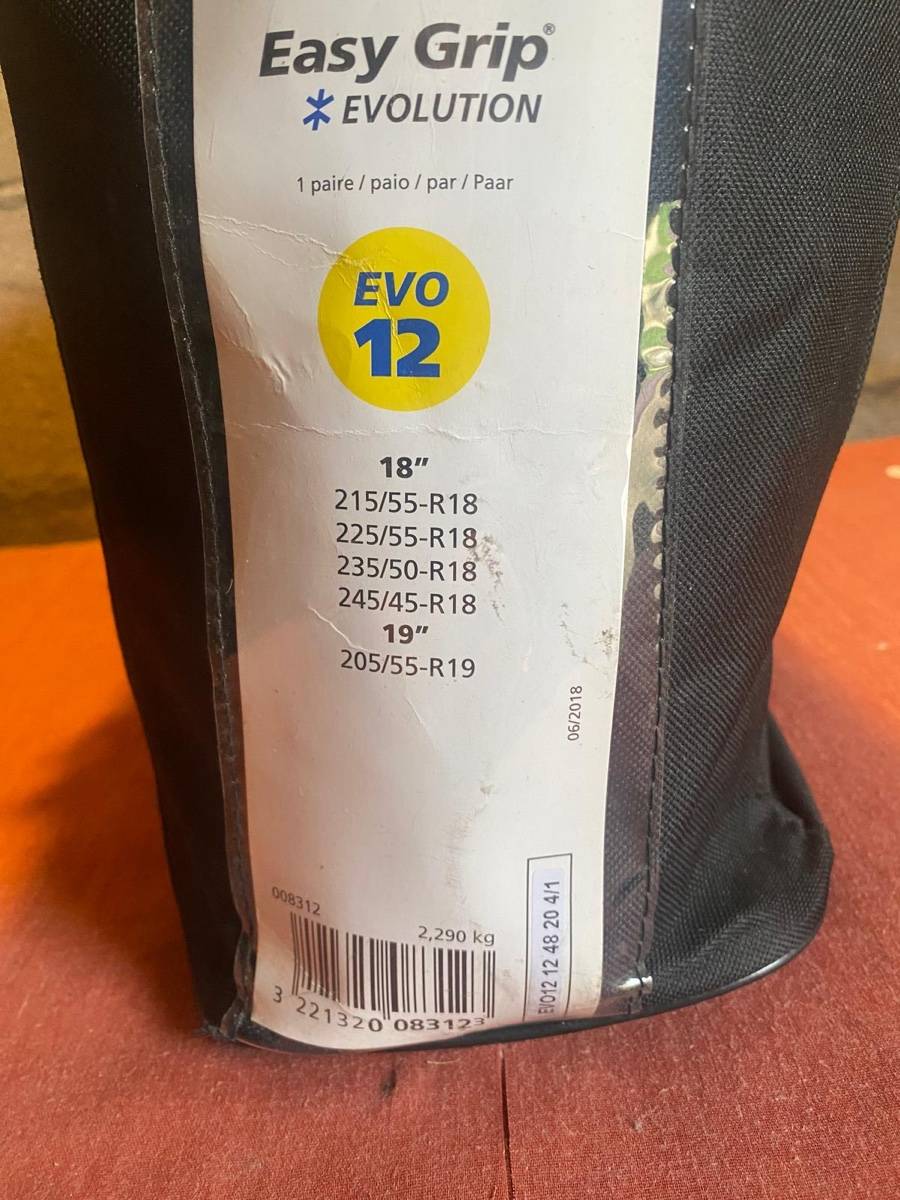 Easy Grip®
EVOLUTION
1 paire / paio / par / Paar
EVO
12
18"
215/55-R18
225/55-R18
235/50-R18
245/45-R18
19"
205/55-R19
06/2018
008312
2,290 kg
3 221320 083123
EVO12 12 48 20 4/1